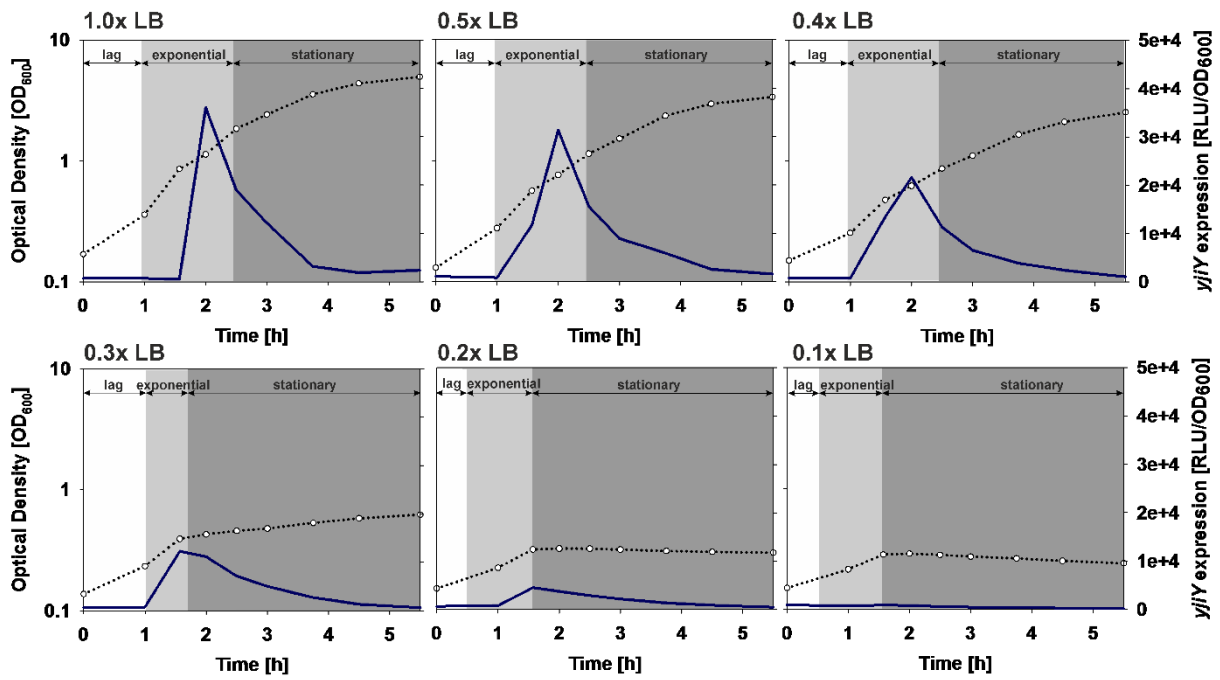 1.0x LB
0.5x LB
0.4x LB
10
1
0.1
Optical Density [OD600]
lag exponential stationary
lag exponential stationary
lag exponential stationary
5e+4
4e+4
3e+4
2e+4
1e+4
0
yjiY expression [RLU/OD600]
0 1 2 3 4 5
0 1 2 3 4 5
0 1 2 3 4 5
Time [h]
Time [h]
Time [h]
0.3x LB
0.2x LB
0.1x LB
10
1
0.1
Optical Density [OD600]
lag exponential stationary
lag exponential stationary
lag exponential stationary
5e+4
4e+4
3e+4
2e+4
1e+4
0
yjiY expression [RLU/OD600]
0 1 2 3 4 5
0 1 2 3 4 5
0 1 2 3 4 5
Time [h]
Time [h]
Time [h]